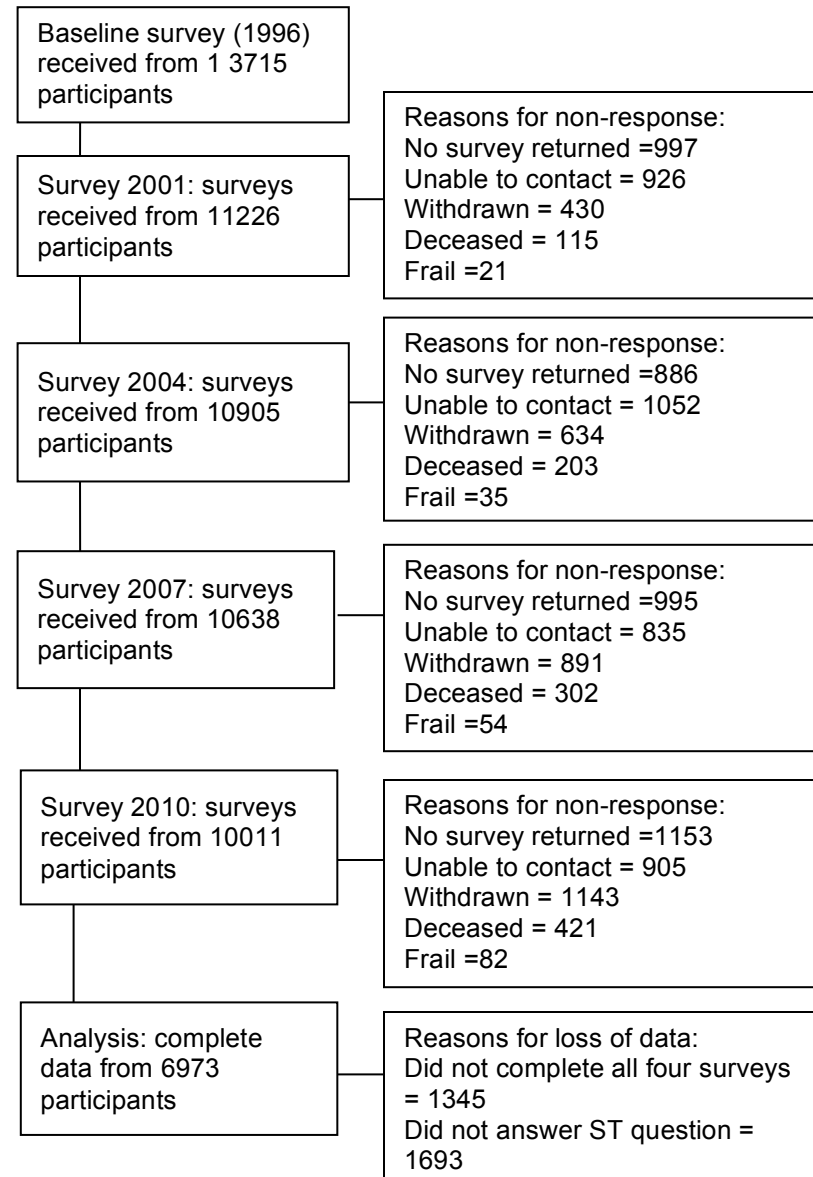 Baseline survey (1996)
received from 1 3715
participants
Reasons for non-response:
No survey returned =997
Unable to contact = 926
Withdrawn = 430
Deceased = 115
Frail =21
Survey 2001: surveys
received from 11226
participants
Reasons for non-response:
No survey returned =886
Unable to contact = 1052
Withdrawn = 634
Deceased = 203
Frail =35
Survey 2004: surveys
received from 10905
participants
Reasons for non-response:
No survey returned =995
Unable to contact = 835
Withdrawn = 891
Deceased = 302
Frail =54
Survey 2007: surveys
received from 10638
participants
Reasons for non-response:
No survey returned =1153
Unable to contact = 905
Withdrawn = 1143
Deceased = 421
Frail =82
Survey 2010: surveys
received from 10011
participants
Analysis: complete
data from 6973
participants
Reasons for loss of data:
Did not complete all four surveys
= 1345
Did not answer ST question =
1693